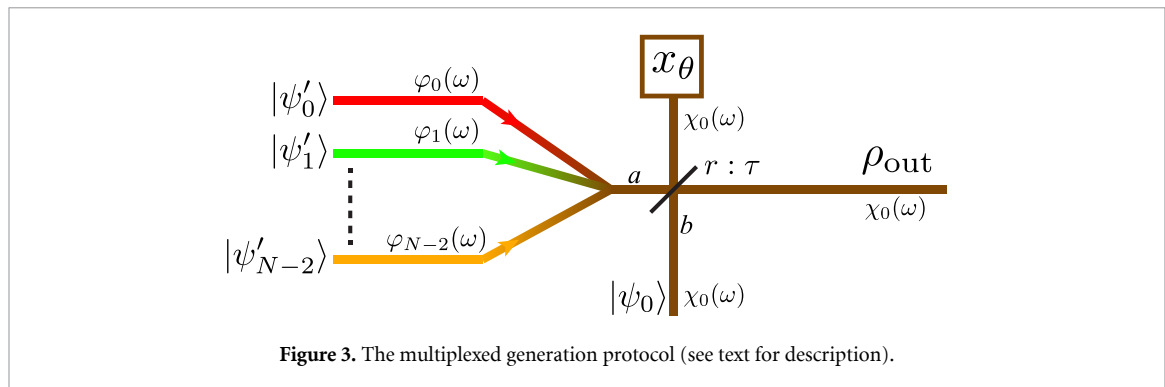 x_θ
|ψ′_0⟩ φ_0(ω)
χ_0(ω)
|ψ′_1⟩ φ_1(ω)
r : τ
ρ_out
a
χ_0(ω)
b
|ψ′_{N−2}⟩ φ_{N−2}(ω)
|ψ_0⟩ χ_0(ω)
Figure 3. The multiplexed generation protocol (see text for description).